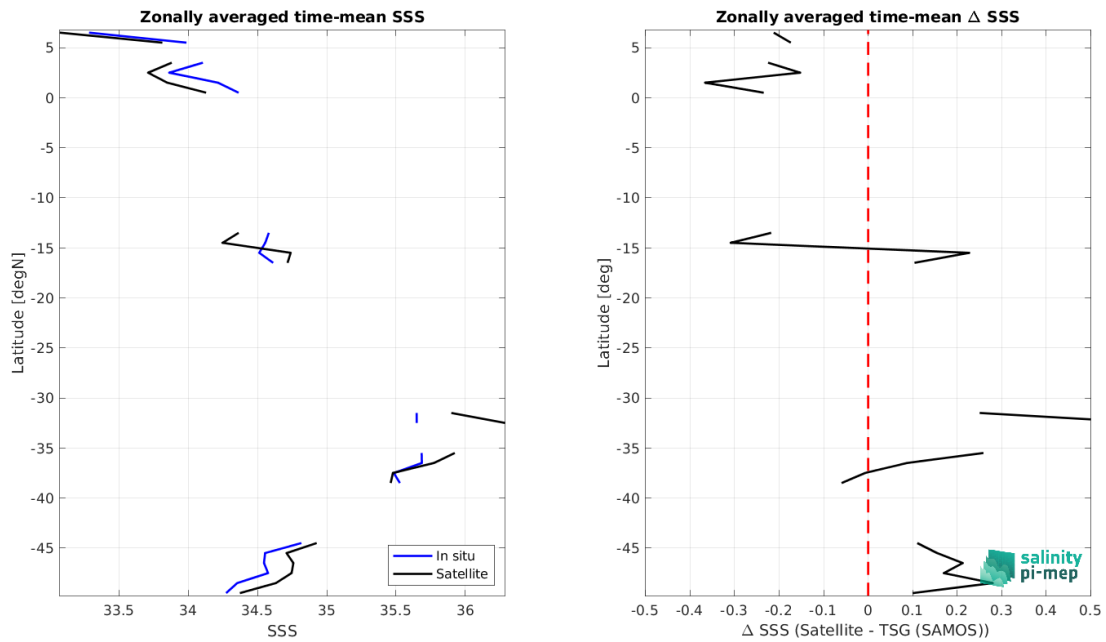 Zonally averaged time-mean SSS
5
0
-5
-10
-15
-20
-25
-30
-35
-40
-45
Latitude [degN]
33.5 34 34.5 35 35.5 36
SSS
In situ
Satellite
Zonally averaged time-mean Δ SSS
5
0
-5
-10
-15
-20
-25
-30
-35
-40
-45
Latitude [deg]
-0.5 -0.4 -0.3 -0.2 -0.1 0 0.1 0.2 0.3 0.4 0.5
Δ SSS (Satellite - TSG (SAMOS))
salinity
pi-mep